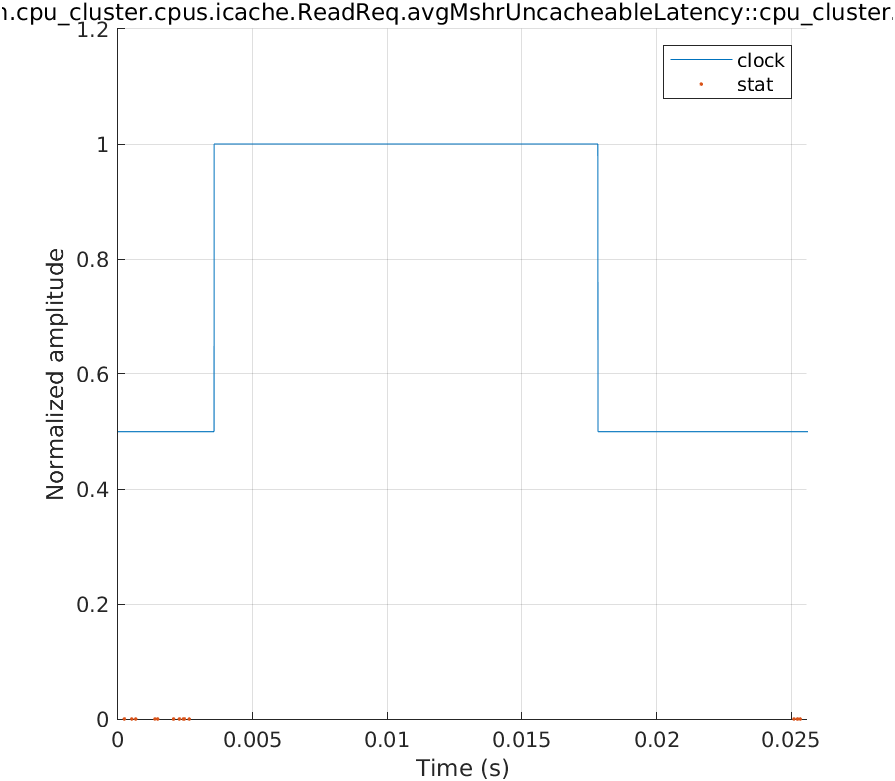 .cpu_cluster.cpus.icache.ReadReq.avgMshrUncacheableLatency::cpu_cluster.
1.2
clock
stat
1
0.8
0.6
0.4
0.2
0
Normalized amplitude
0 0.005 0.01 0.015 0.02 0.025
Time (s)